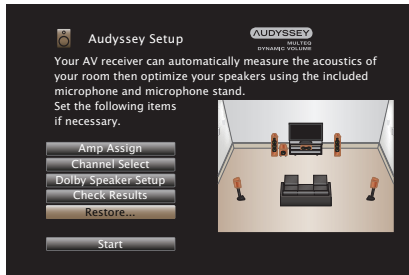 Audyssey Setup
AUDYSSEY
MULTEQ
DYNAMIC VOLUME
Your AV receiver can automatically measure the acoustics of
your room then optimize your speakers using the included
microphone and microphone stand.
Set the following items
if necessary.
Amp Assign
Channel Select
Dolby Speaker Setup
Check Results
Restore...
Start